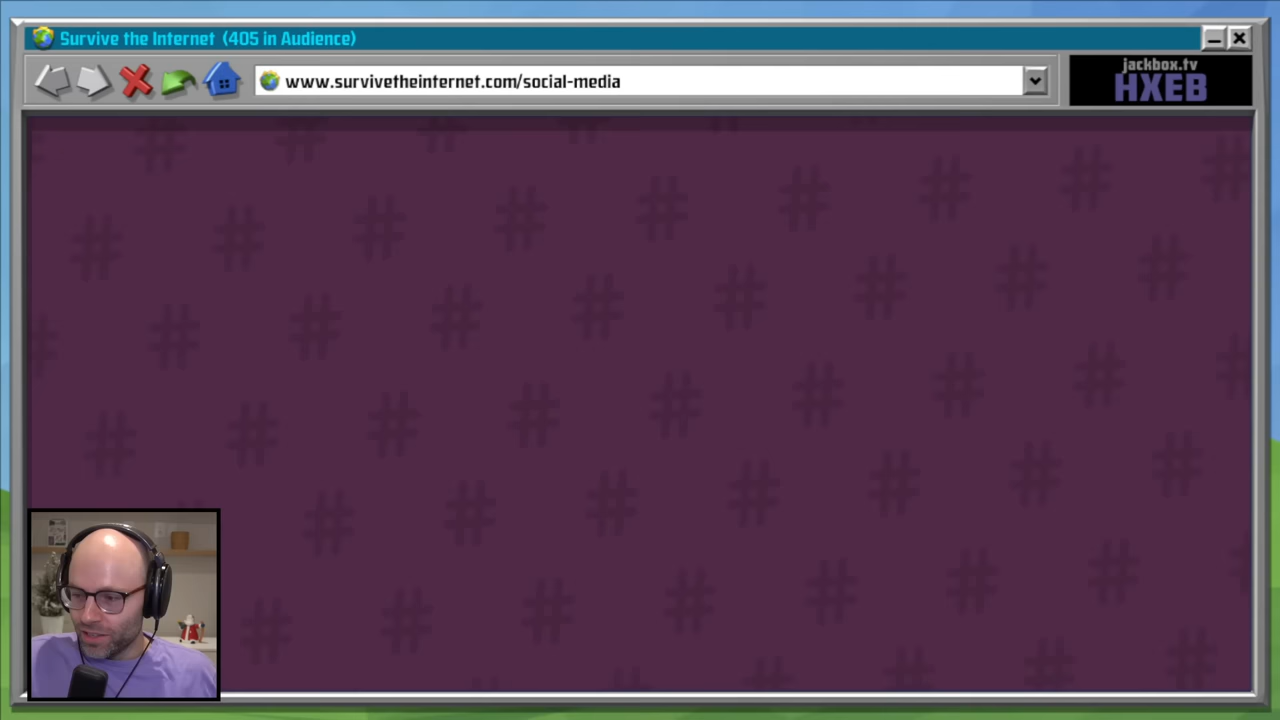 Survive the Internet (405 in Audience)
www.survivetheinternet.com/social-media
jackbox.tv
HXEB